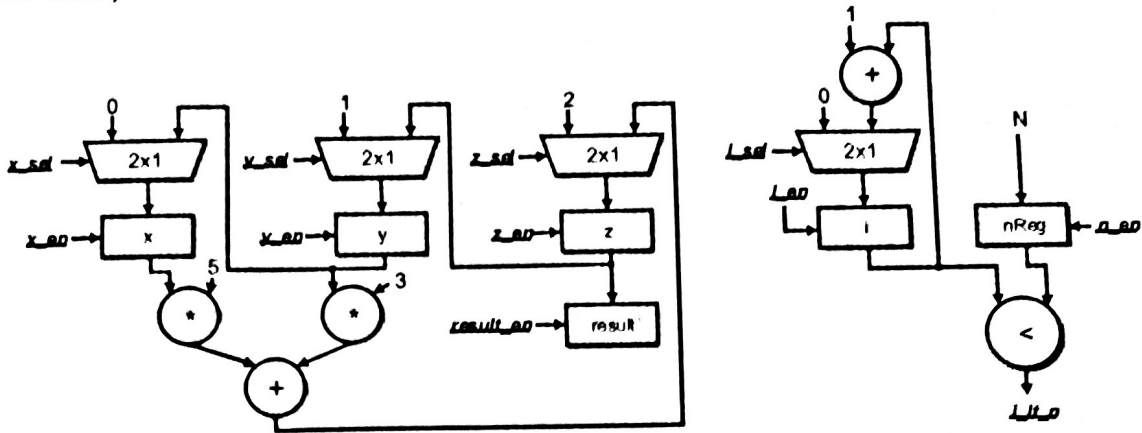 1
+
0 1 2 0 N
x_sel 2x1 y_sel 2x1 z_sel 2x1 i_sel 2x1
i_en
x_en x y_en y z_en z i nReg n_en
5 3
* * result_en result <
+
i_lt_n